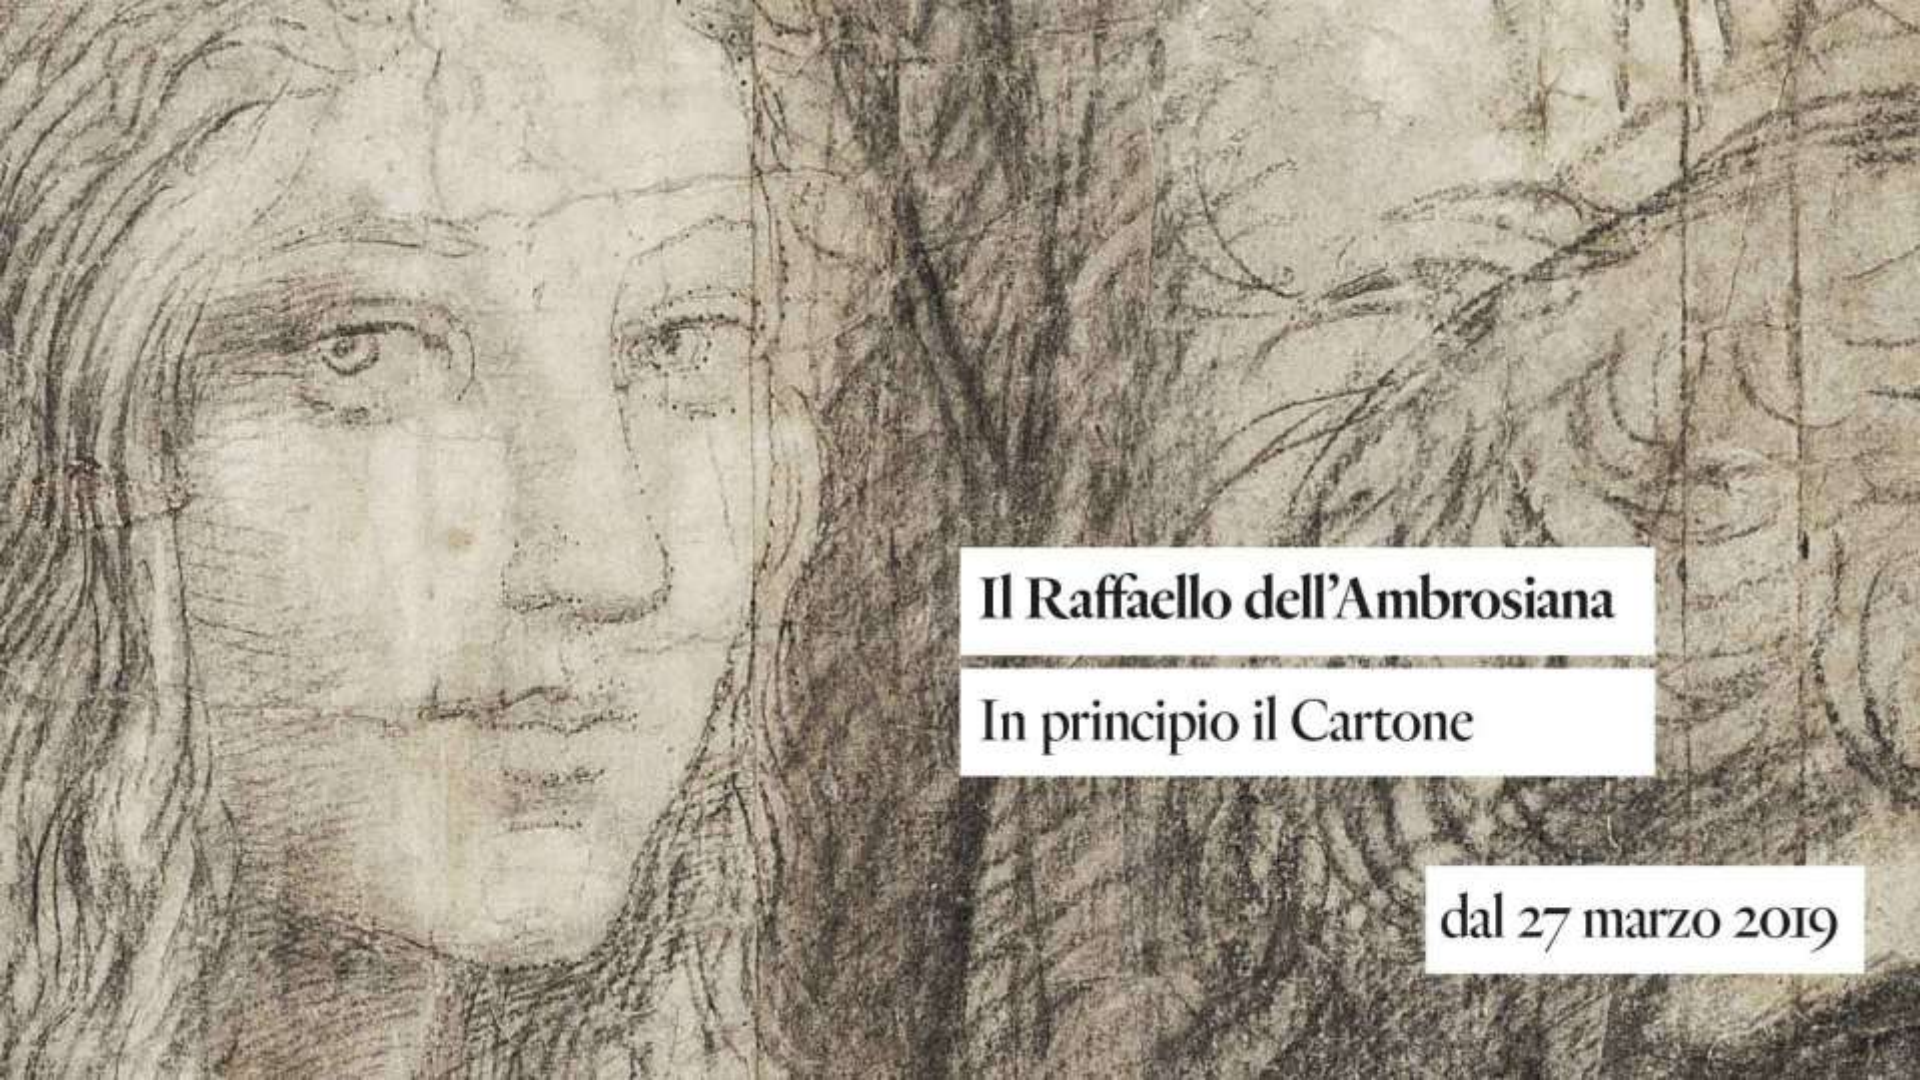 Il Raffaello dell’Ambrosiana
In principio il Cartone
dal 27 marzo 2019